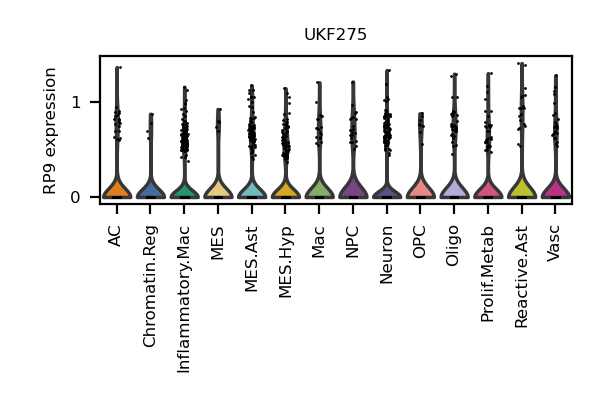 UKF275
RP9 expression
1
0
AC
Chromatin.Reg
Inflammatory.Mac
MES
MES.Ast
MES.Hyp
Mac
NPC
Neuron
OPC
Oligo
Prolif.Metab
Reactive.Ast
Vasc